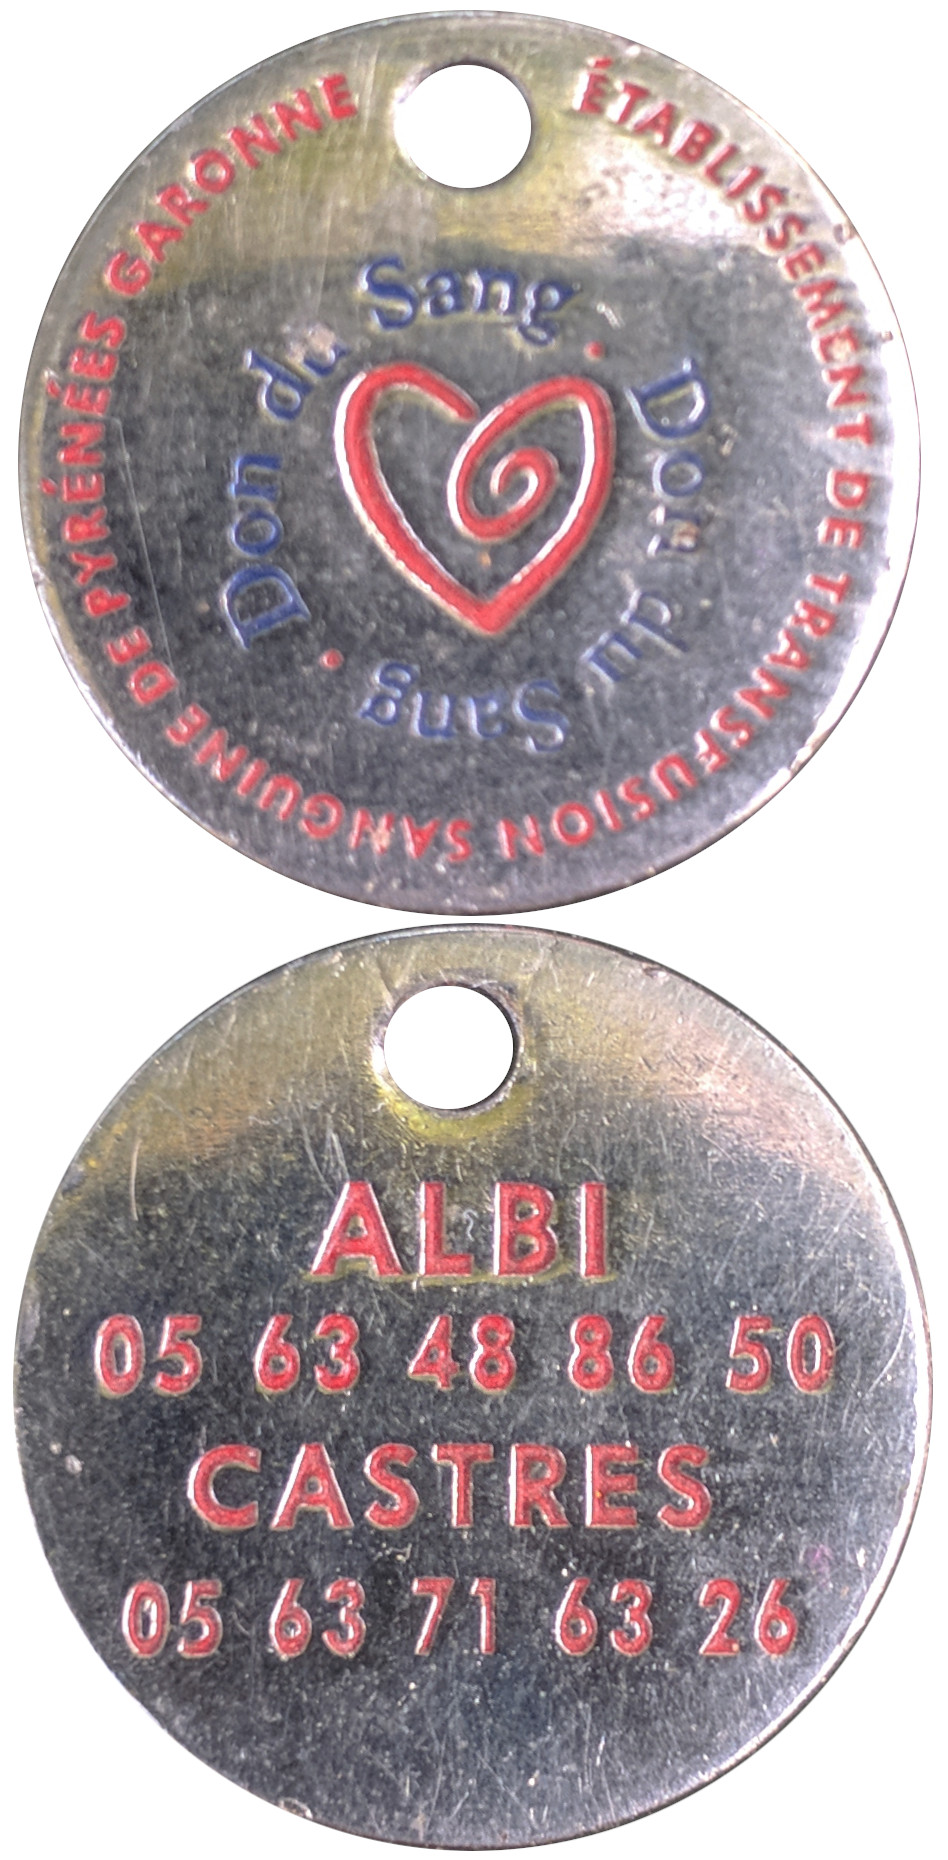 ÉTABLISSEMENT DE TRANSFUSION SANGUINE DE PYRÉNÉES GARONNE
Don du Sang • Don du Sang •
ALBI
05 63 48 86 50
CASTRES
05 63 71 63 26